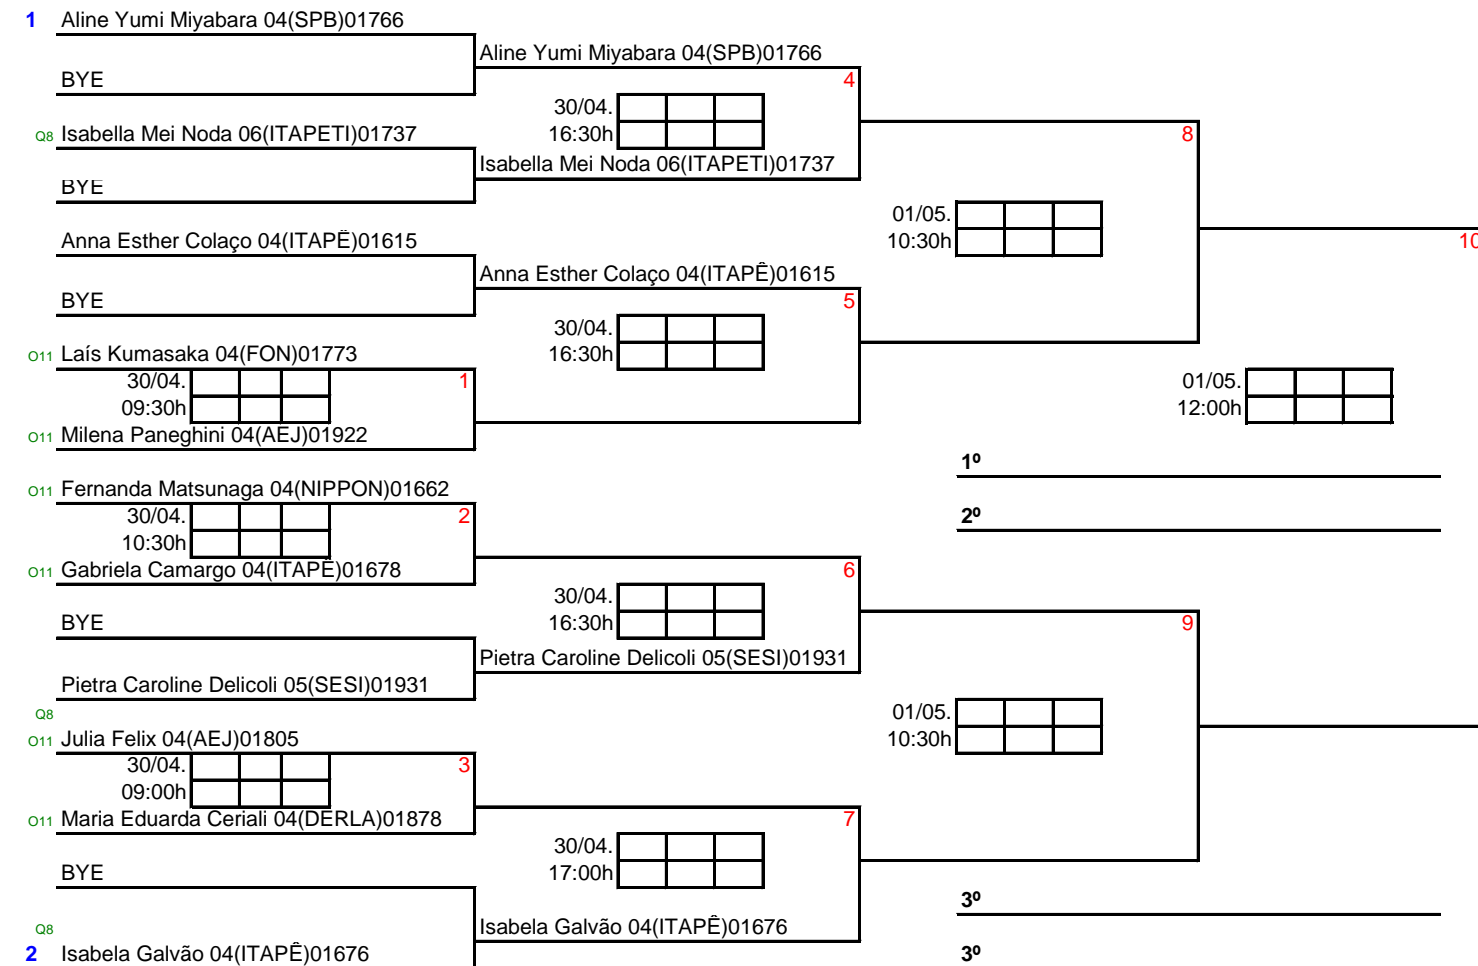 1 Aline Yumi Miyabara 04(SPB)01766
Aline Yumi Miyabara 04(SPB)01766
BYE
4
30/04.
16:30h
Q8 Isabella Mei Noda 06(ITAPETI)01737
8
Isabella Mei Noda 06(ITAPETI)01737
BYE
01/05.
10:30h
Anna Esther Colaço 04(ITAPÊ)01615
10
Anna Esther Colaço 04(ITAPÊ)01615
BYE
5
30/04.
16:30h
O11 Laís Kumasaka 04(FON)01773
30/04.
09:30h
1
01/05.
12:00h
O11 Milena Paneghini 04(AEJ)01922
1º
O11 Fernanda Matsunaga 04(NIPPON)01662
30/04.
10:30h
2
2º
O11 Gabriela Camargo 04(ITAPÊ)01678
6
30/04.
16:30h
BYE
9
Pietra Caroline Delicoli 05(SESI)01931
Pietra Caroline Delicoli 05(SESI)01931
Q8
01/05.
10:30h
O11 Julia Felix 04(AEJ)01805
30/04.
09:00h
3
O11 Maria Eduarda Ceriali 04(DERLA)01878
7
30/04.
17:00h
BYE
3º
Q8
Isabela Galvão 04(ITAPÊ)01676
2 Isabela Galvão 04(ITAPÊ)01676
3º